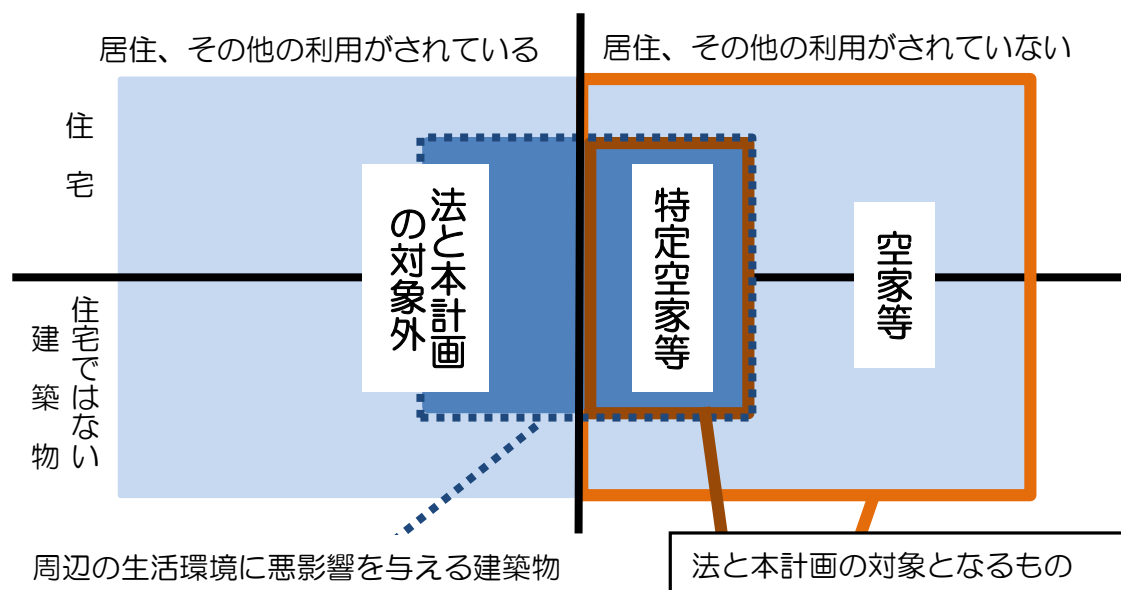 居住、その他の利用がされている
居住、その他の利用がされていない
住宅
住宅ではない
建築物
法と本計画
の対象外
特定空家等
空家等
周辺の生活環境に悪影響を与える建築物
法と本計画の対象となるもの